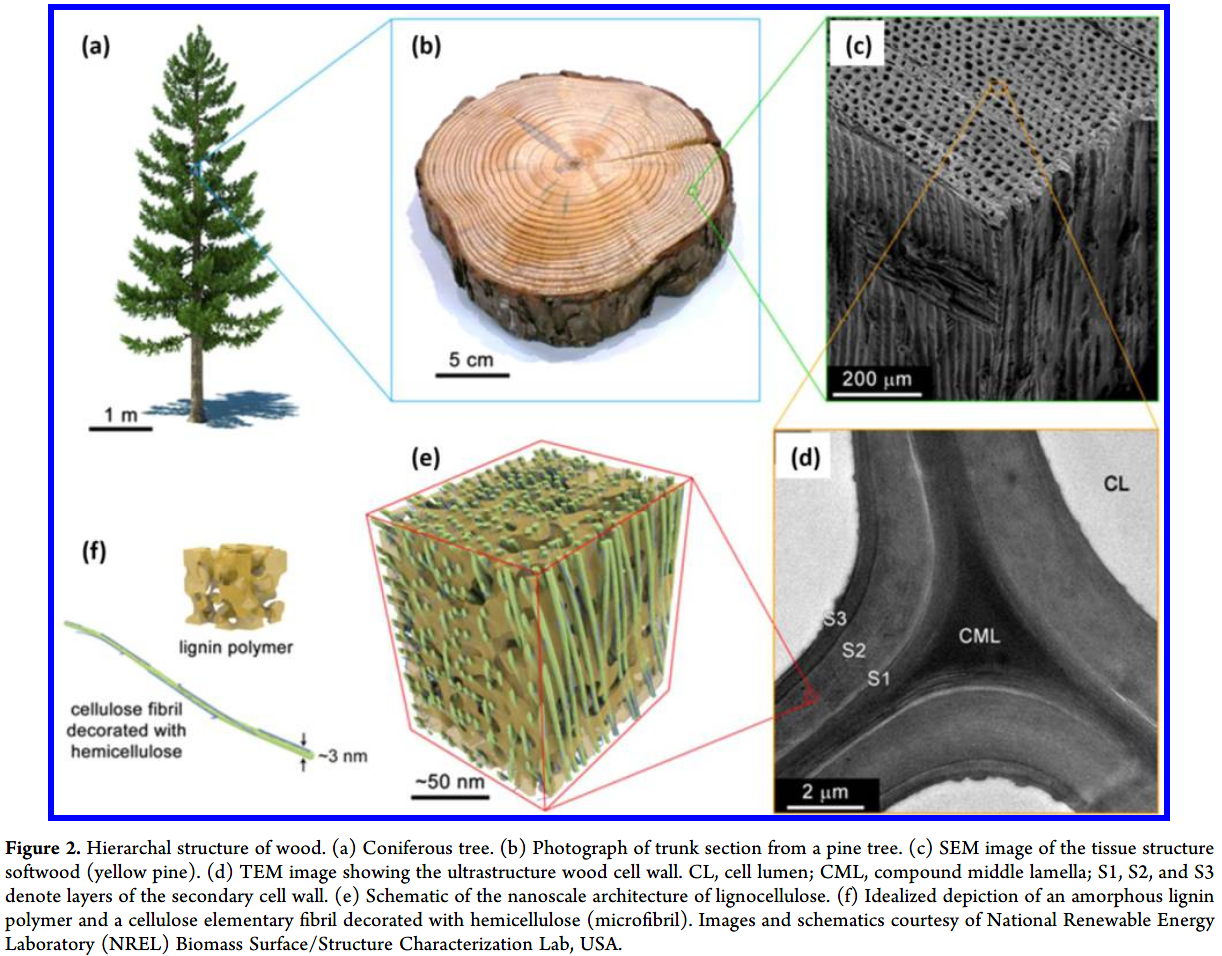 (a)
(b)
(c)
5 cm
1 m
200 μm
(d)
CL
(e)
(f)
lignin polymer
S3
S2
CML
S1
cellulose fibril
decorated with
hemicellulose
~3 nm
~50 nm
2 μm
Figure 2. Hierarchal structure of wood. (a) Coniferous tree. (b) Photograph of trunk section from a pine tree. (c) SEM image of the tissue structure
softwood (yellow pine). (d) TEM image showing the ultrastructure wood cell wall. CL, cell lumen; CML, compound middle lamella; S1, S2, and S3
denote layers of the secondary cell wall. (e) Schematic of the nanoscale architecture of lignocellulose. (f) Idealized depiction of an amorphous lignin
polymer and a cellulose elementary fibril decorated with hemicellulose (microfibril). Images and schematics courtesy of National Renewable Energy
Laboratory (NREL) Biomass Surface/Structure Characterization Lab, USA.